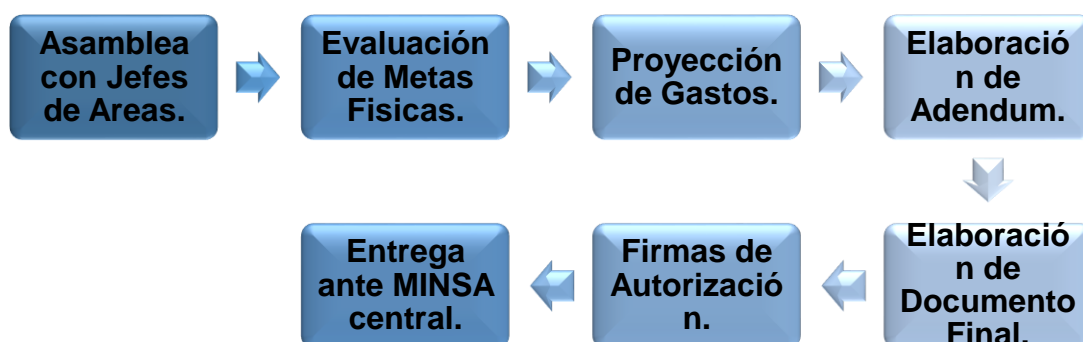 Asamblea
con Jefes
de Areas.
Evaluación
de Metas
Fisicas.
Proyección
de Gastos.
Elaboració
n de
Adendum.
Elaboració
n de
Documento
Final.
Firmas de
Autorizació
n.
Entrega
ante MINSA
central.